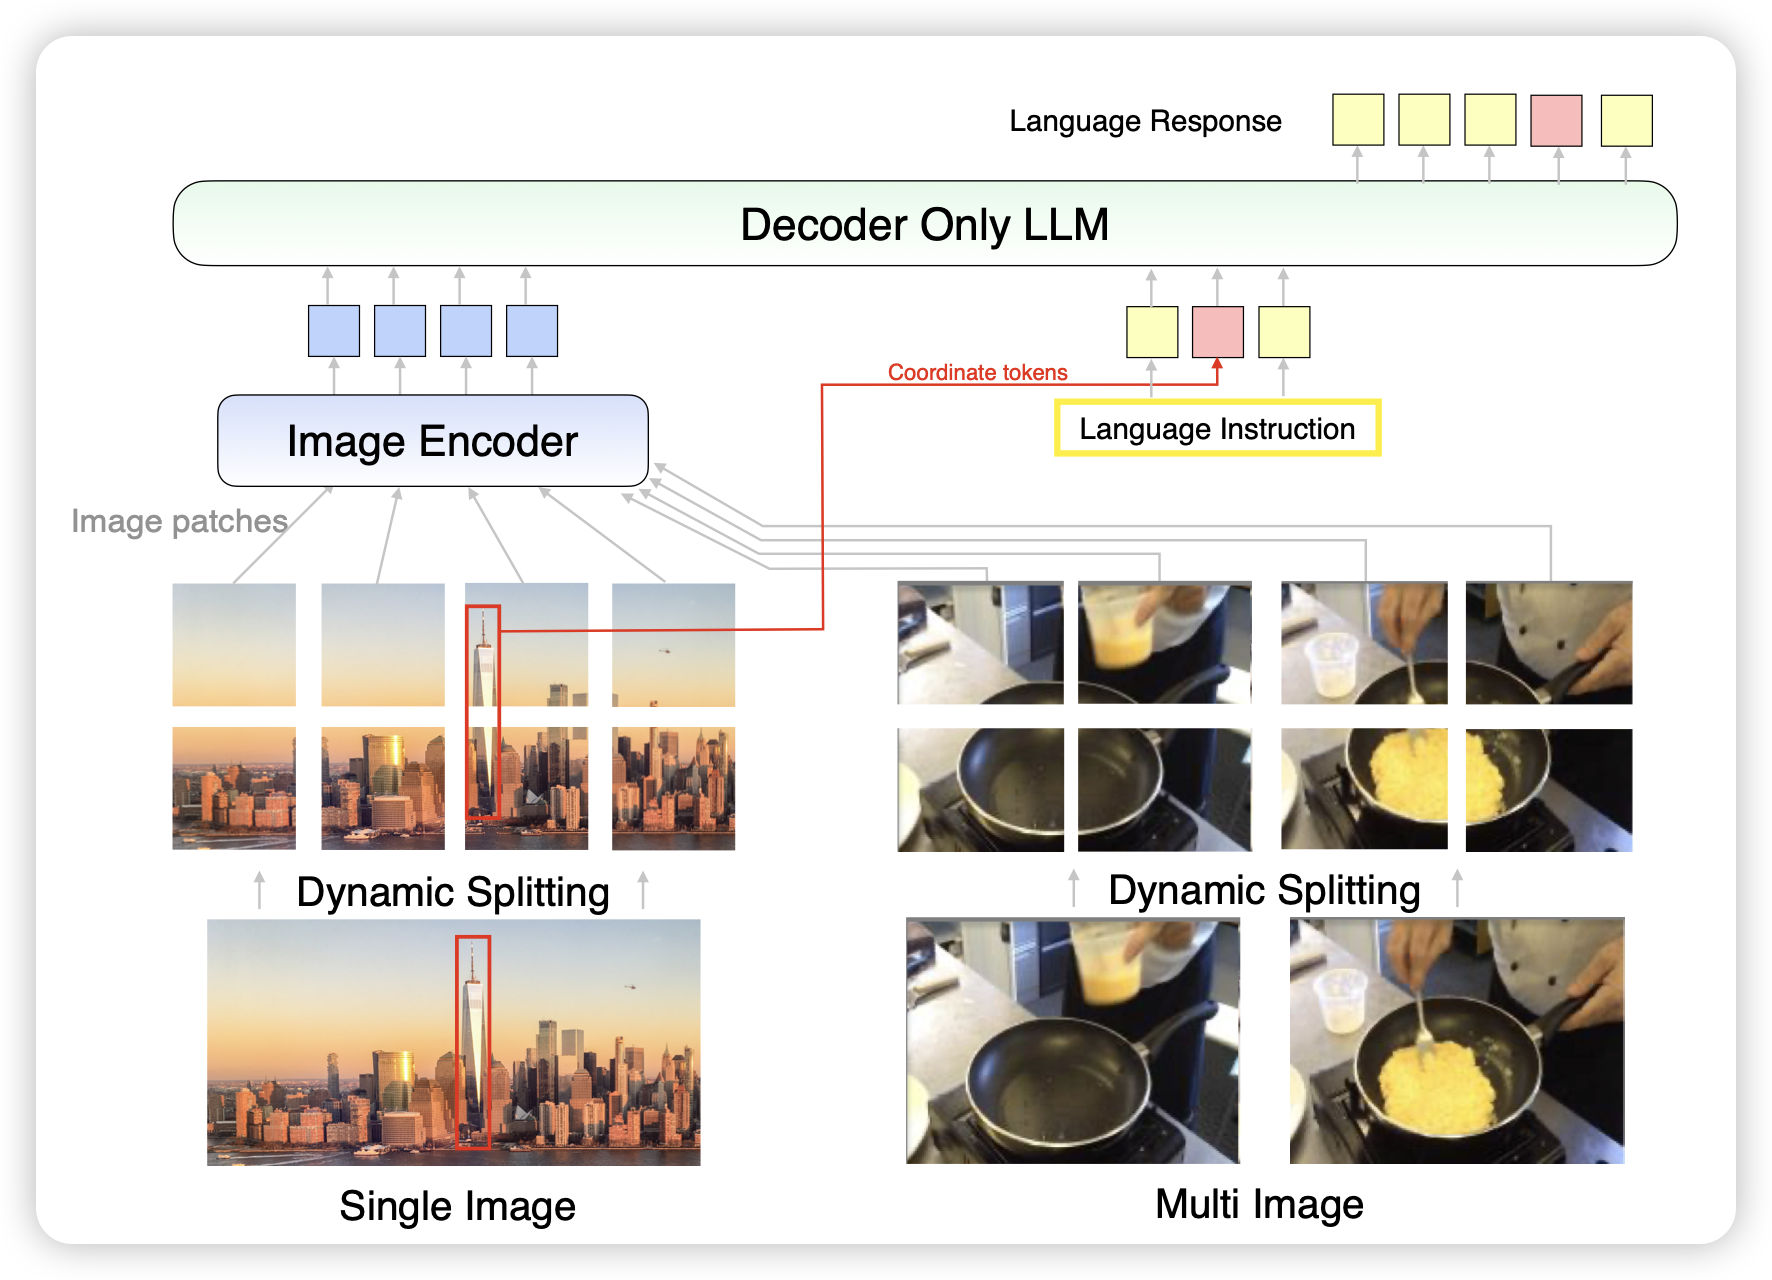 Language Response
Decoder Only LLM
Coordinate tokens
Image Encoder
Language Instruction
Image patches
Dynamic Splitting
Dynamic Splitting
Single Image
Multi Image